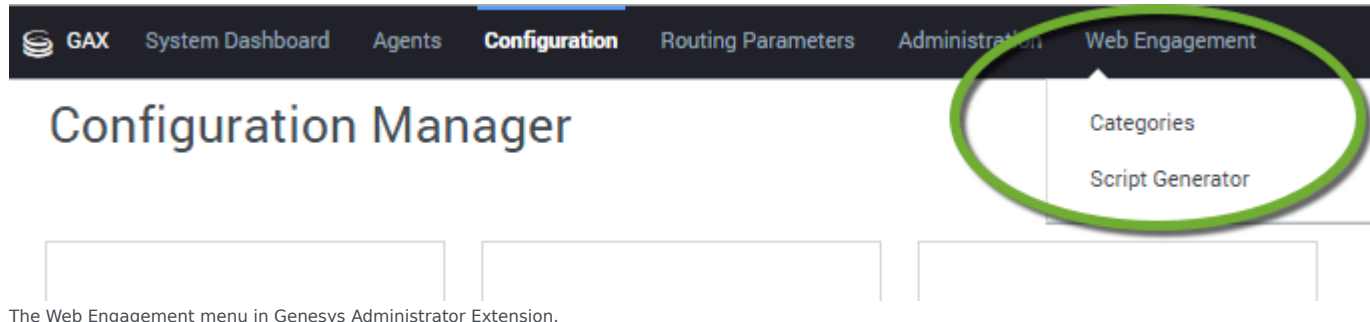 GAX System Dashboard Agents Configuration Routing Parameters Administration Web Engagement
Configuration Manager
Categories
Script Generator
The Web Engagement menu in Genesys Administrator Extension.